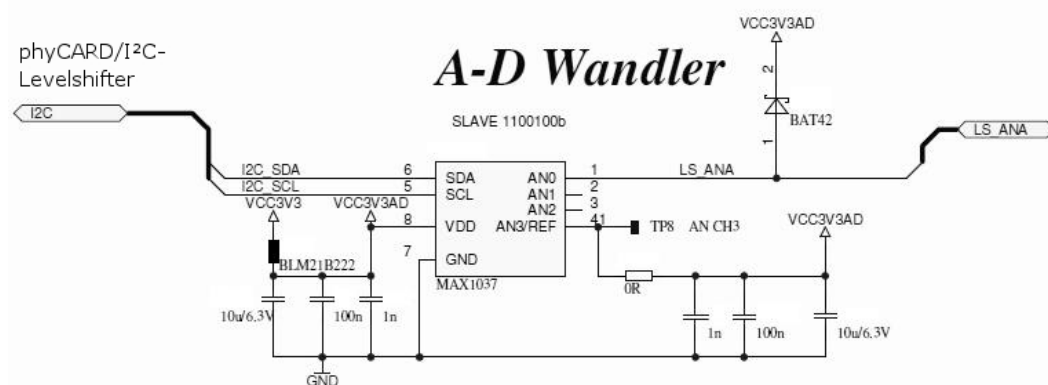 phyCARD/I²C-
Levelshifter
I2C
A-D Wandler
SLAVE 1100100b
VCC3V3AD
2
BAT42
1
LS_ANA
I2C_SDA
6
SDA
AN0
1
LS_ANA
I2C_SCL
5
SCL
AN1
2
AN2
3
VCC3V3
VCC3V3AD
8
VDD
AN3/REF
41
TP8 AN CH3
VCC3V3AD
7
GND
BLM21B222
MAX1037
0R
10u/6.3V
100n
1n
1n
100n
10u/6.3V
GND